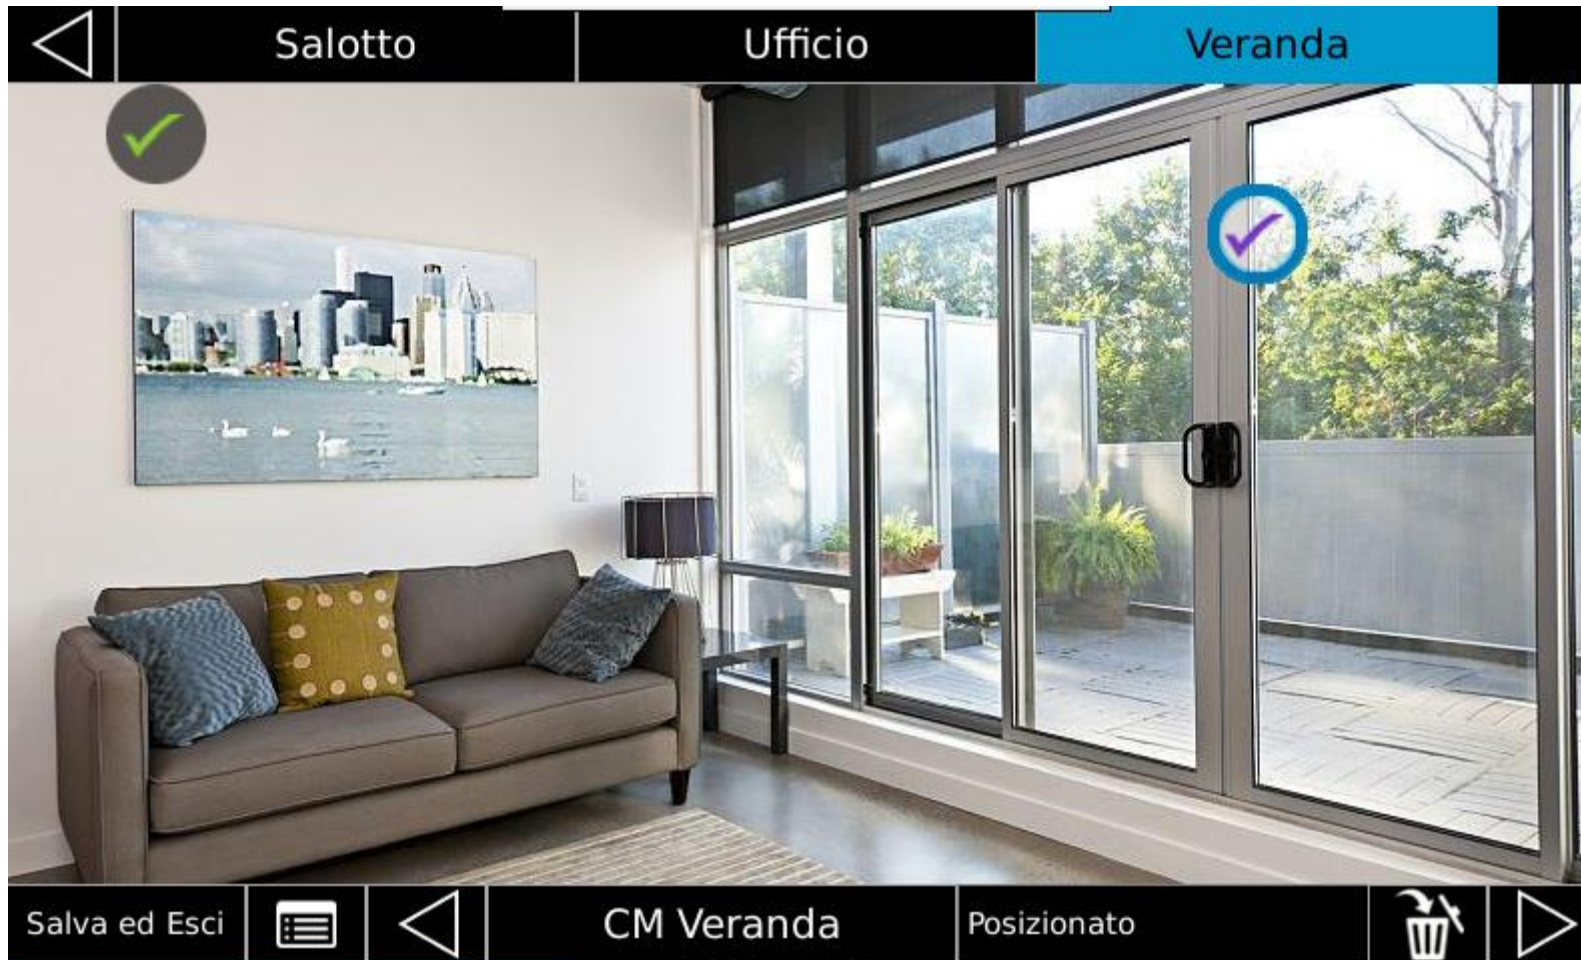 Salotto
Ufficio
Veranda
Salva ed Esci
CM Veranda
Posizionato